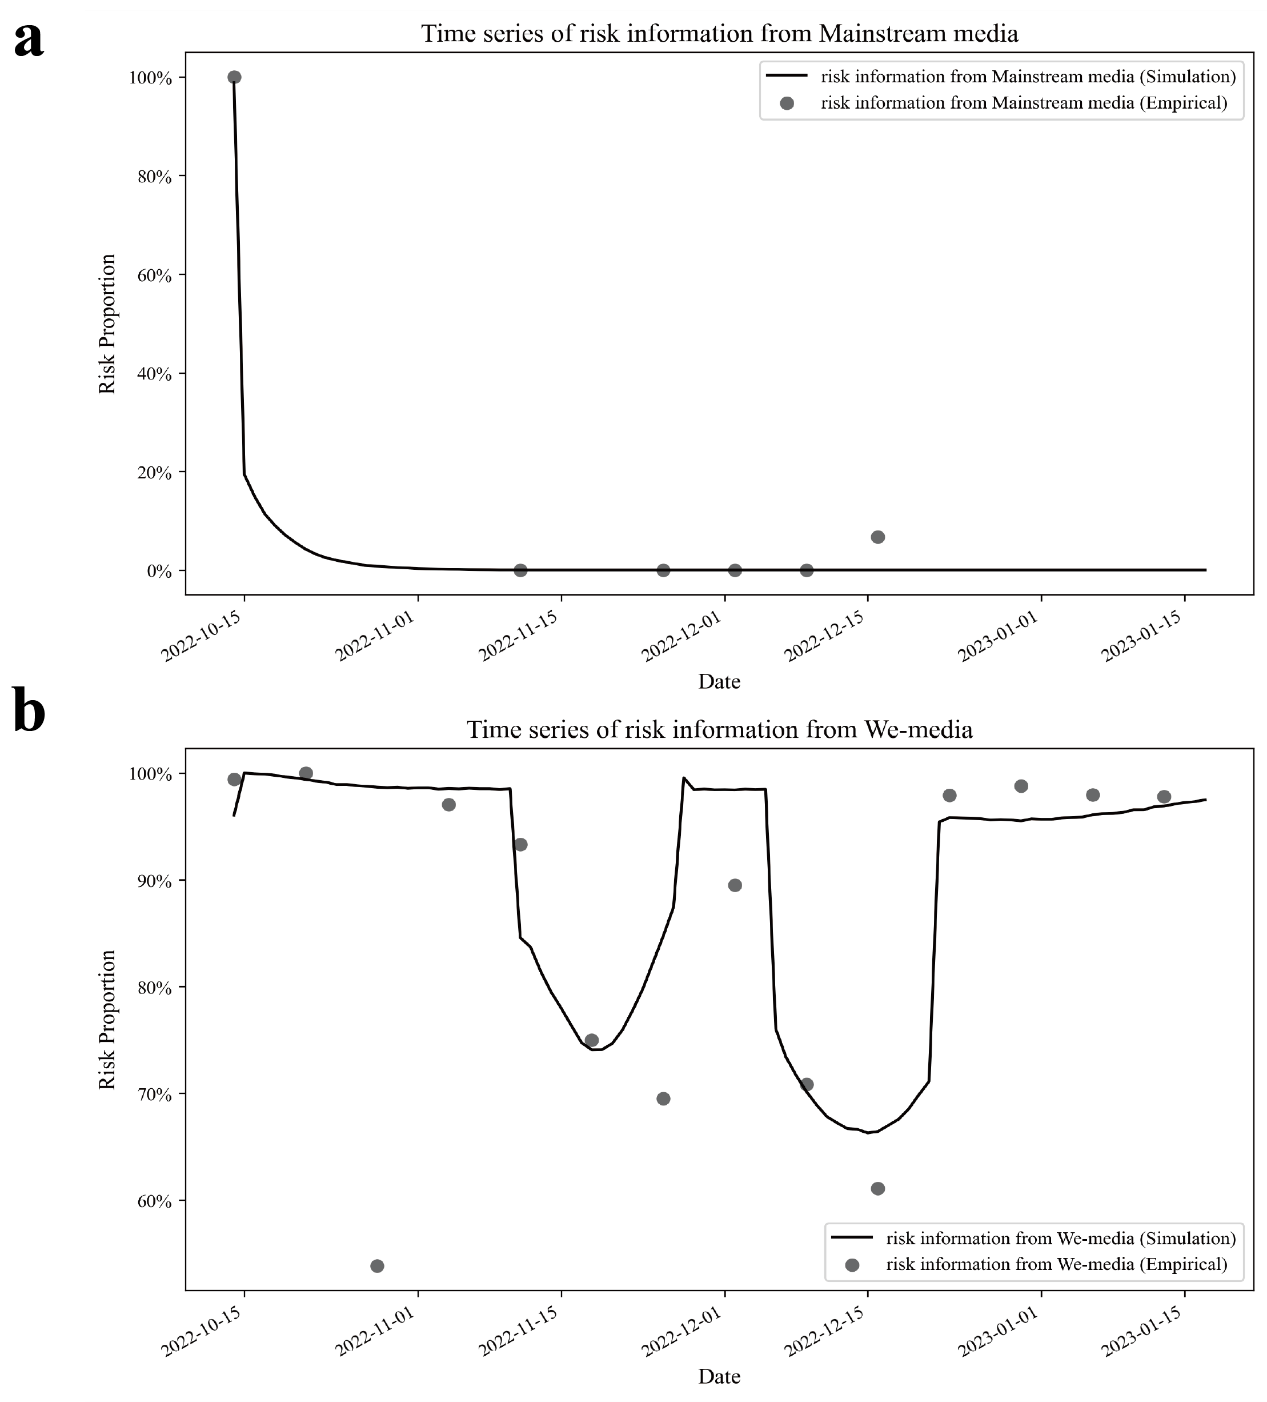 a
Time series of risk information from Mainstream media
risk information from Mainstream media (Simulation)
risk information from Mainstream media (Empirical)
Risk Proportion
100%
80%
60%
40%
20%
0%
2022-10-15
2022-11-01
2022-11-15
2022-12-01
2022-12-15
2023-01-01
2023-01-15
Date
b
Time series of risk information from We-media
Risk Proportion
100%
90%
80%
70%
60%
risk information from We-media (Simulation)
risk information from We-media (Empirical)
2022-10-15
2022-11-01
2022-11-15
2022-12-01
2022-12-15
2023-01-01
2023-01-15
Date